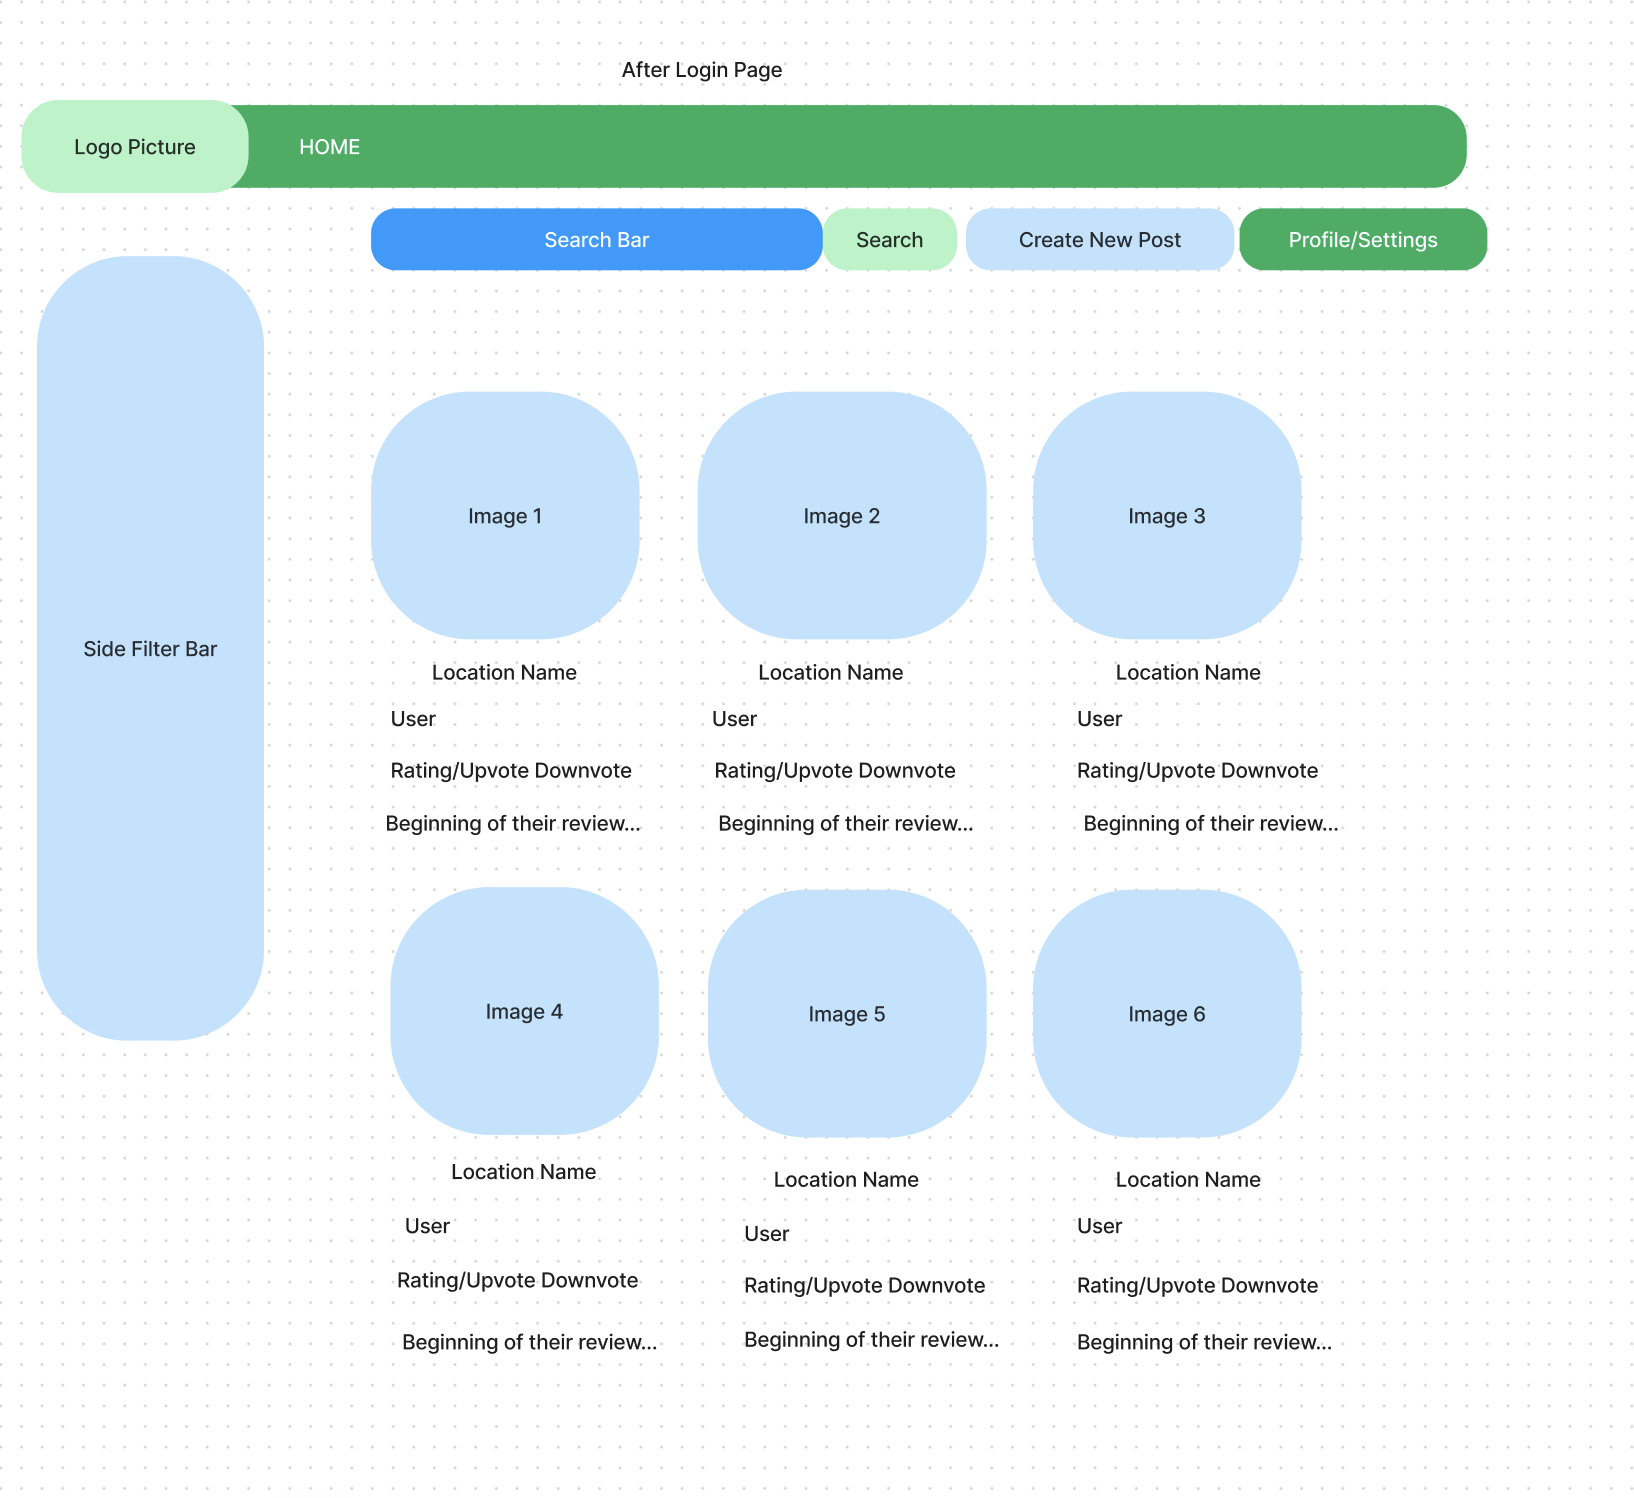 After Login Page
Logo Picture
HOME
Search Bar
Search
Create New Post
Profile/Settings
Side Filter Bar
Image 1
Image 2
Image 3
Location Name
Location Name
Location Name
User
User
User
Rating/Upvote Downvote
Rating/Upvote Downvote
Rating/Upvote Downvote
Beginning of their review...
Beginning of their review...
Beginning of their review...
Image 4
Image 5
Image 6
Location Name
Location Name
Location Name
User
User
User
Rating/Upvote Downvote
Rating/Upvote Downvote
Rating/Upvote Downvote
Beginning of their review...
Beginning of their review...
Beginning of their review...